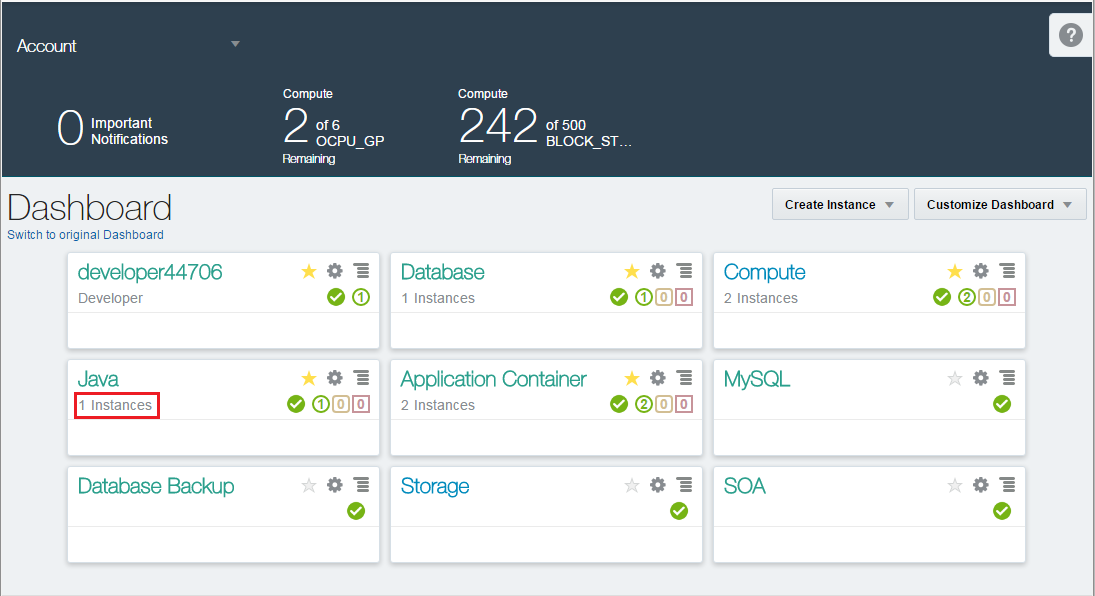 Account
?
0 Important
Notifications
Compute
2 of 6
OCPU_GP
Remaining
Compute
242 of 500
BLOCK_ST...
Remaining
Dashboard
Switch to original Dashboard
Create Instance
Customize Dashboard
developer44706
Developer
1
Database
1 Instances
1 0 0
Compute
2 Instances
2 0 0
Java
1 Instances
1 0 0
Application Container
2 Instances
2 0 0
MySQL
Database Backup
Storage
SOA